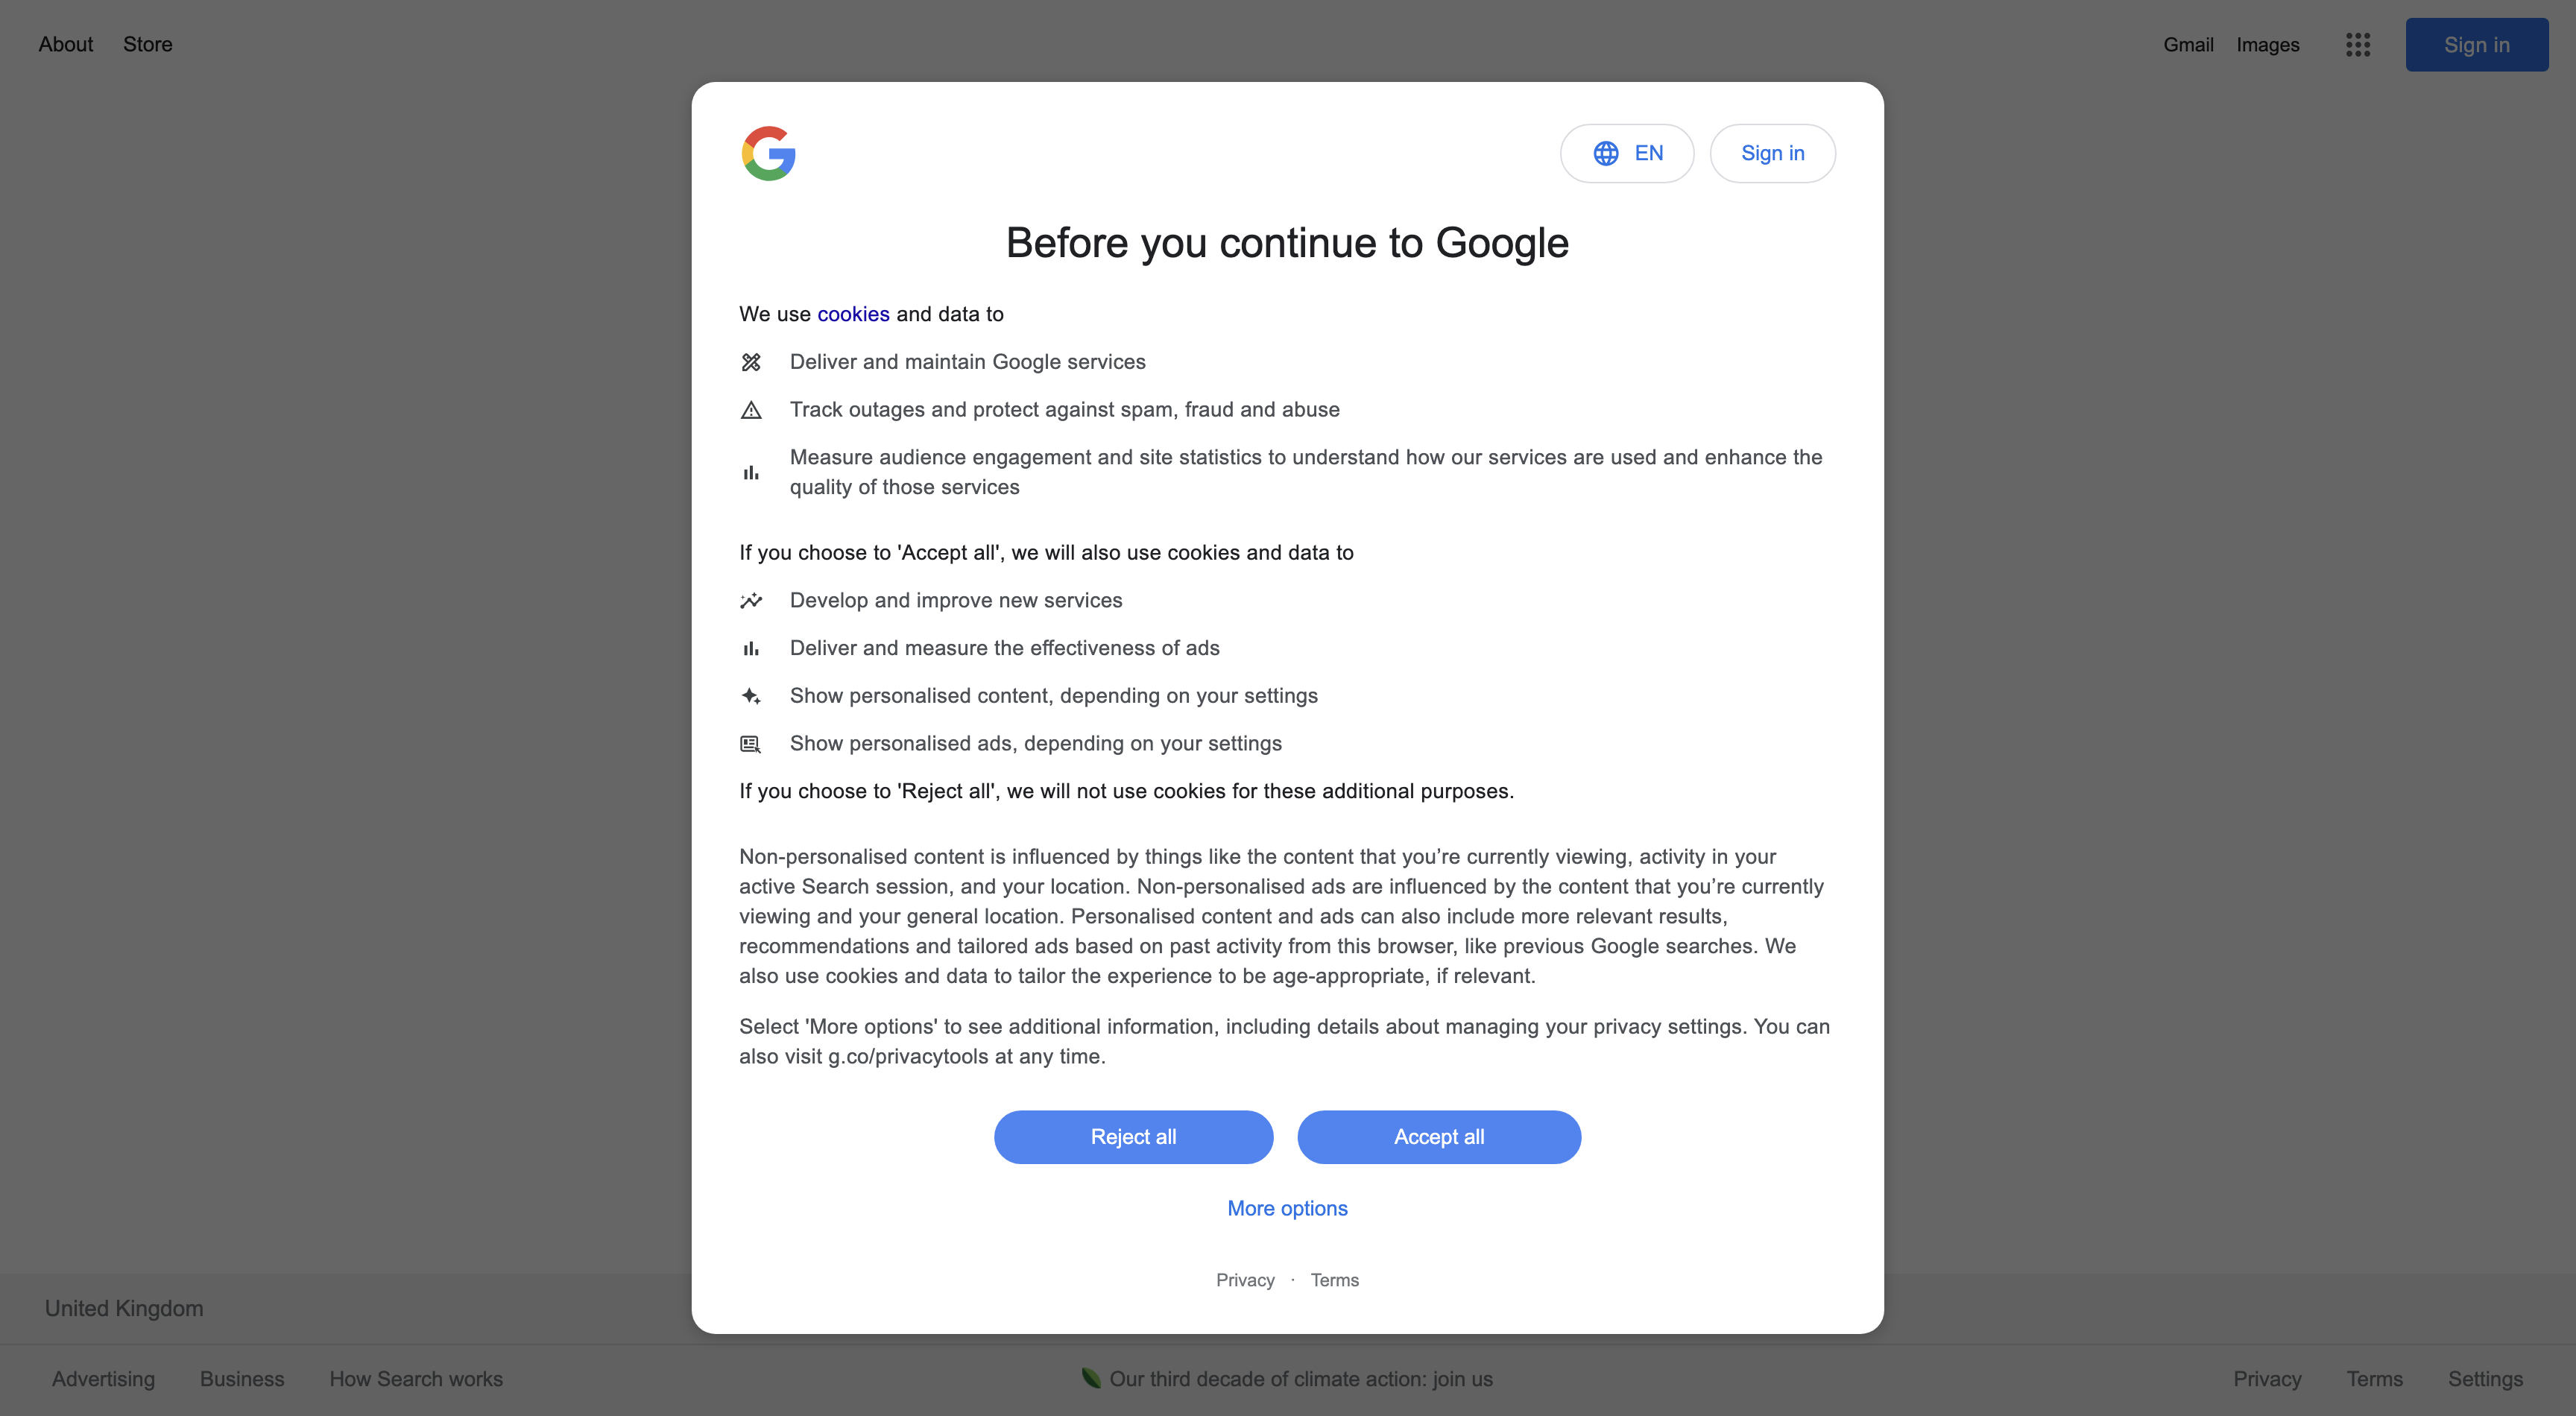 About Store
Gmail Images
Sign in
EN
Sign in
Before you continue to Google
We use cookies and data to
Deliver and maintain Google services
Track outages and protect against spam, fraud and abuse
Measure audience engagement and site statistics to understand how our services are used and enhance the
quality of those services
If you choose to 'Accept all', we will also use cookies and data to
Develop and improve new services
Deliver and measure the effectiveness of ads
Show personalised content, depending on your settings
Show personalised ads, depending on your settings
If you choose to 'Reject all', we will not use cookies for these additional purposes.
Non-personalised content is influenced by things like the content that you’re currently viewing, activity in your
active Search session, and your location. Non-personalised ads are influenced by the content that you’re currently
viewing and your general location. Personalised content and ads can also include more relevant results,
recommendations and tailored ads based on past activity from this browser, like previous Google searches. We
also use cookies and data to tailor the experience to be age-appropriate, if relevant.
Select 'More options' to see additional information, including details about managing your privacy settings. You can
also visit g.co/privacytools at any time.
Reject all
Accept all
More options
Privacy · Terms
United Kingdom
Advertising Business How Search works
Our third decade of climate action: join us
Privacy Terms Settings